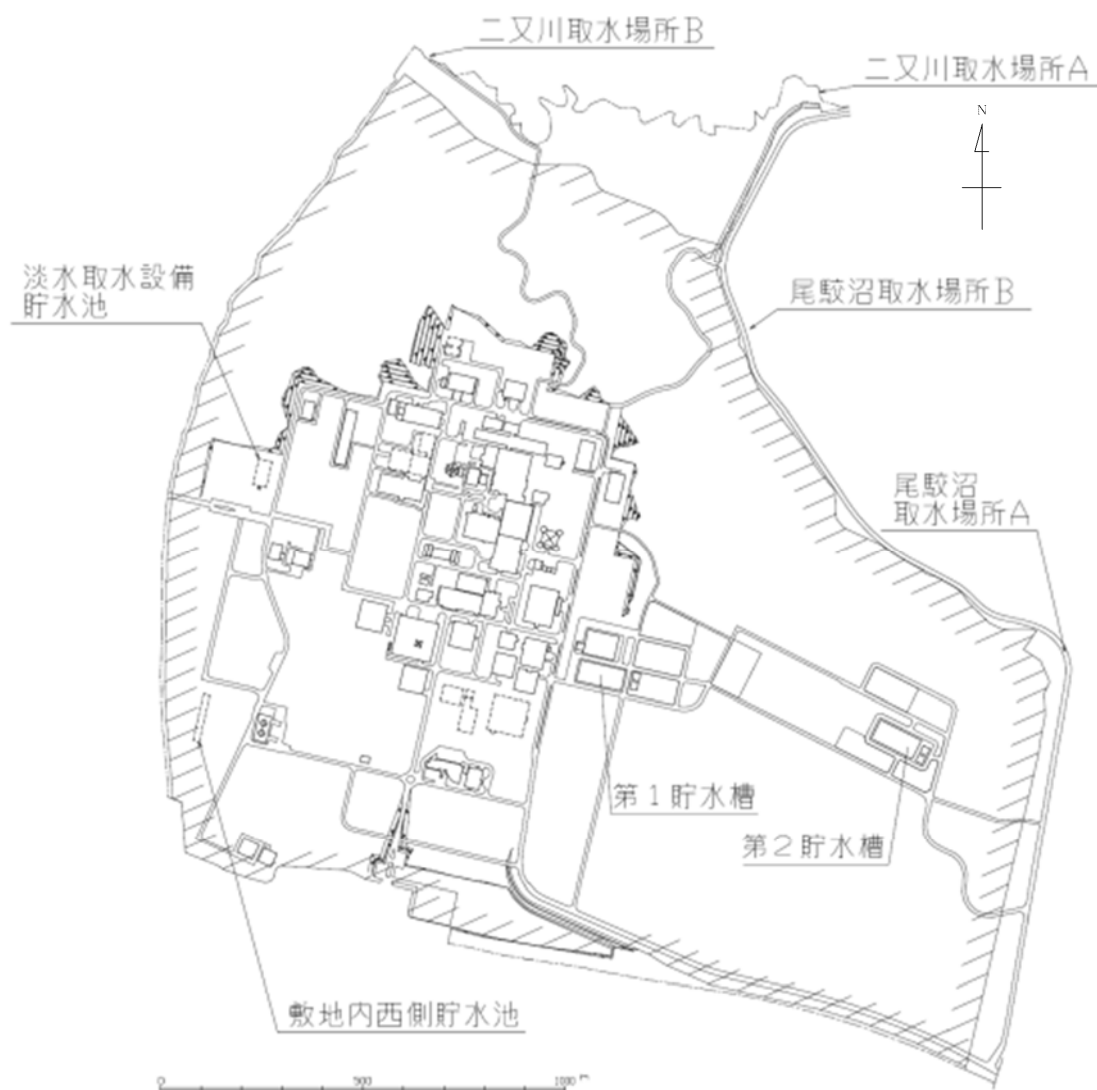 二又川取水場所B
二又川取水場所A
N
淡水取水設備
貯水池
尾駮沼取水場所B
尾駮沼
取水場所A
第1貯水槽
第2貯水槽
敷地内西側貯水池
0 500 1000 m